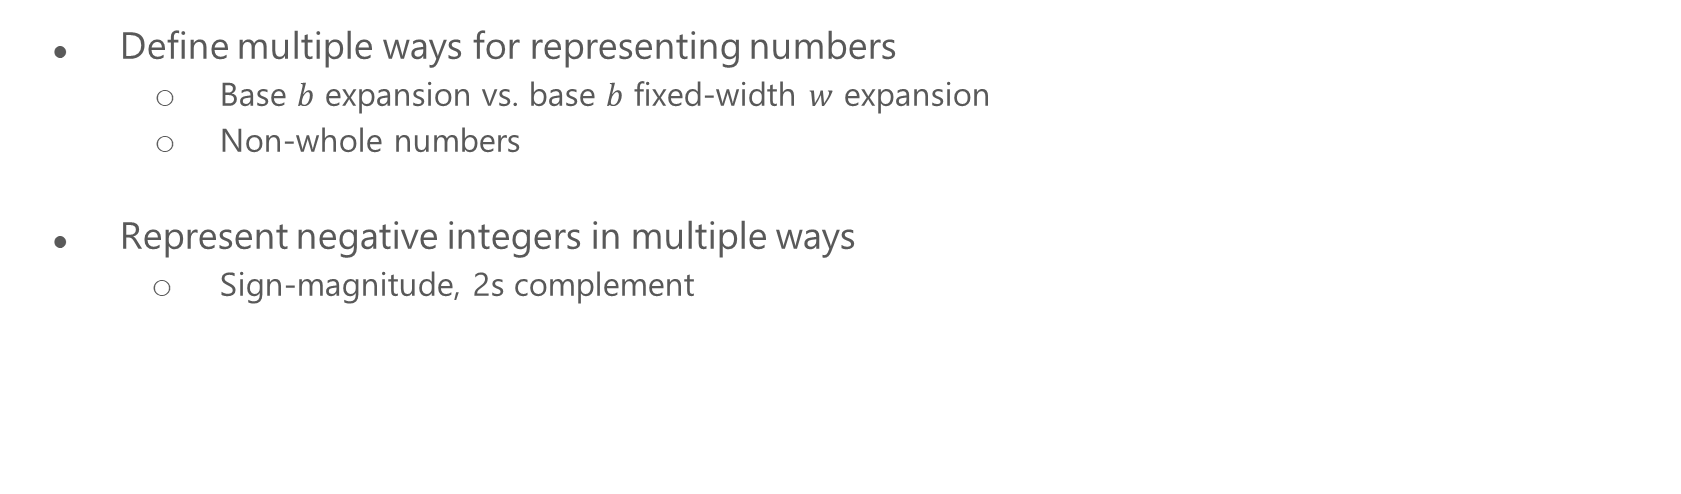 ● Define multiple ways for representing numbers
○ Base b expansion vs. base b fixed-width w expansion
○ Non-whole numbers
● Represent negative integers in multiple ways
○ Sign-magnitude, 2s complement